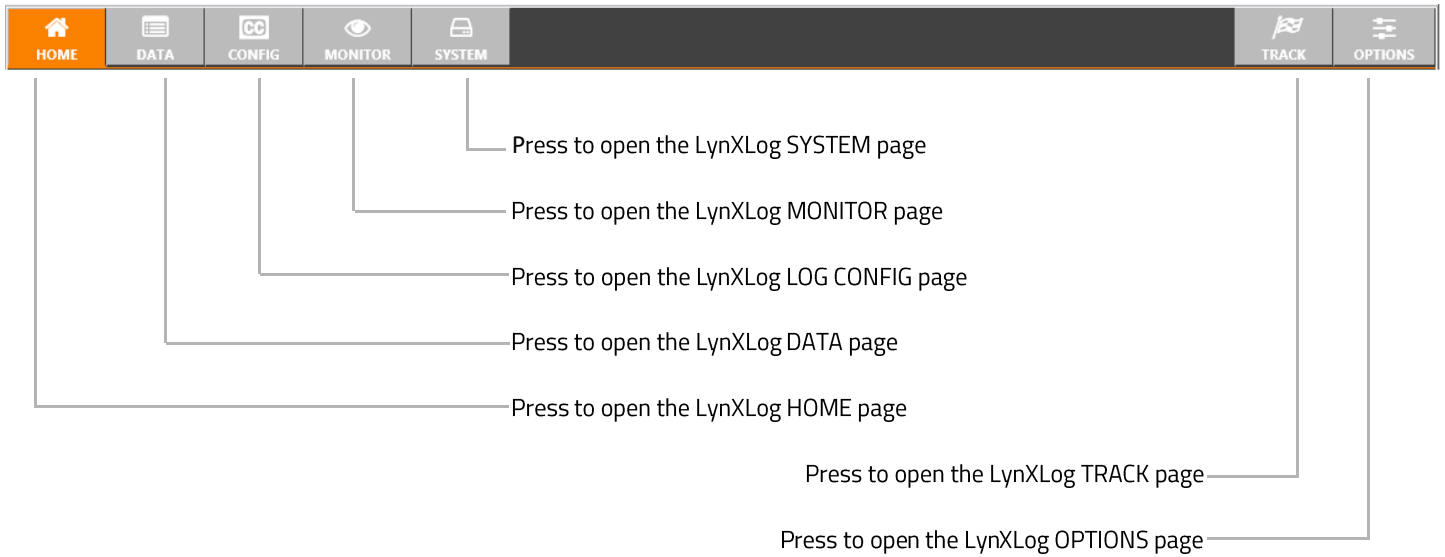 HOME DATA CONFIG MONITOR SYSTEM TRACK OPTIONS
Press to open the LynXLog SYSTEM page
Press to open the LynXLog MONITOR page
Press to open the LynXLog LOG CONFIG page
Press to open the LynXLog DATA page
Press to open the LynXLog HOME page
Press to open the LynXLog TRACK page
Press to open the LynXLog OPTIONS page